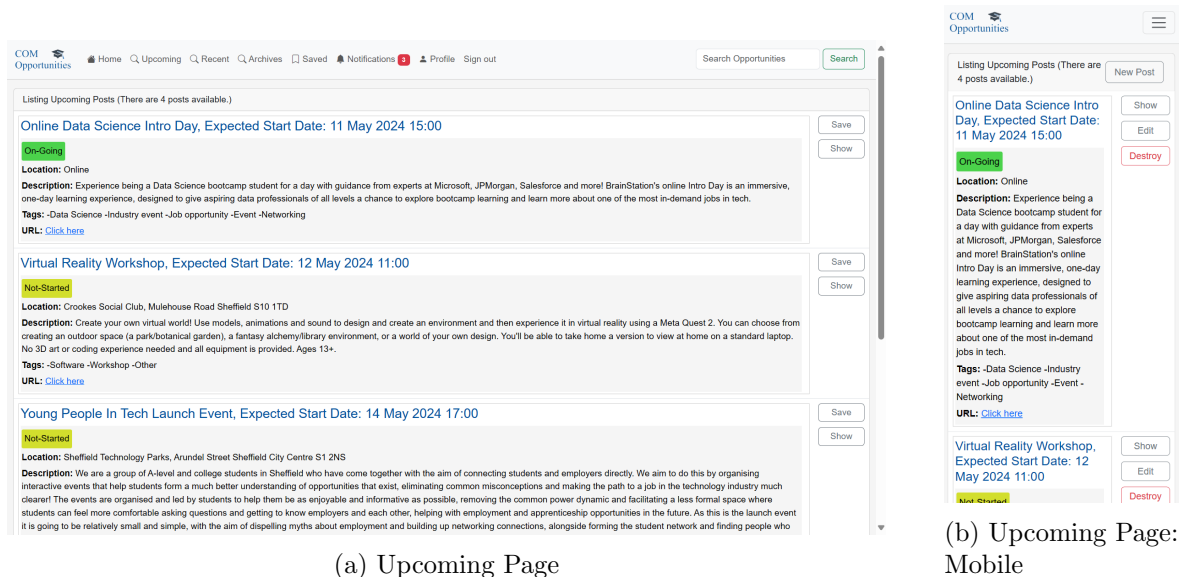 COM
Opportunities
Home Upcoming Recent Archives Saved Notifications 3 Profile Sign out
Search Opportunities
Search
Listing Upcoming Posts (There are 4 posts available.)
Online Data Science Intro Day, Expected Start Date: 11 May 2024 15:00
Save
On-Going
Show
Location: Online
Description: Experience being a Data Science bootcamp student for a day with guidance from experts at Microsoft, JPMorgan, Salesforce and more! BrainStation's online Intro Day is an immersive,
one-day learning experience, designed to give aspiring data professionals of all levels a chance to explore bootcamp learning and learn more about one of the most in-demand jobs in tech.
Tags: -Data Science -Industry event -Job opportunity -Event -Networking
URL: Click here
Virtual Reality Workshop, Expected Start Date: 12 May 2024 11:00
Save
Not-Started
Show
Location: Crookes Social Club, Mulehouse Road Sheffield S10 1TD
Description: Create your own virtual world! Use models, animations and sound to design and create an environment and then experience it in virtual reality using a Meta Quest 2. You can choose from
creating an outdoor space (a park/botanical garden), a fantasy alchemy/library environment, or a world of your own design. You'll be able to take home a version to view at home on a standard laptop.
No 3D art or coding experience needed and all equipment is provided. Ages 13+.
Tags: -Software -Workshop -Other
URL: Click here
Young People In Tech Launch Event, Expected Start Date: 14 May 2024 17:00
Save
Not-Started
Show
Location: Sheffield Technology Parks, Arundel Street Sheffield City Centre S1 2NS
Description: We are a group of A-level and college students in Sheffield who have come together with the aim of connecting students and employers directly. We aim to do this by organising
interactive events that help students form a much better understanding of opportunities that exist, eliminating common misconceptions and making the path to a job in the technology industry much
clearer! The events are organised and led by students to help them be as enjoyable and informative as possible, removing the common power dynamic and facilitating a less formal space where
students can feel more comfortable asking questions and getting to know employers and each other, helping with employment and apprenticeship opportunities in the future. As this is the launch event
it is going to be relatively small and simple, with the aim of dispelling myths about employment and building up networking connections, alongside forming the student network and finding people who
(a) Upcoming Page
COM
Opportunities
Listing Upcoming Posts (There are
4 posts available.)
New Post
Online Data Science Intro
Day, Expected Start Date:
11 May 2024 15:00
Show
Edit
Destroy
On-Going
Location: Online
Description: Experience being a
Data Science bootcamp student for
a day with guidance from experts
at Microsoft, JPMorgan, Salesforce
and more! BrainStation's online
Intro Day is an immersive, one-day
learning experience, designed to
give aspiring data professionals of
all levels a chance to explore
bootcamp learning and learn more
about one of the most in-demand
jobs in tech.
Tags: -Data Science -Industry
event -Job opportunity -Event -
Networking
URL: Click here
Virtual Reality Workshop,
Expected Start Date: 12
May 2024 11:00
Show
Edit
Destroy
Not-Started
(b) Upcoming Page:
Mobile